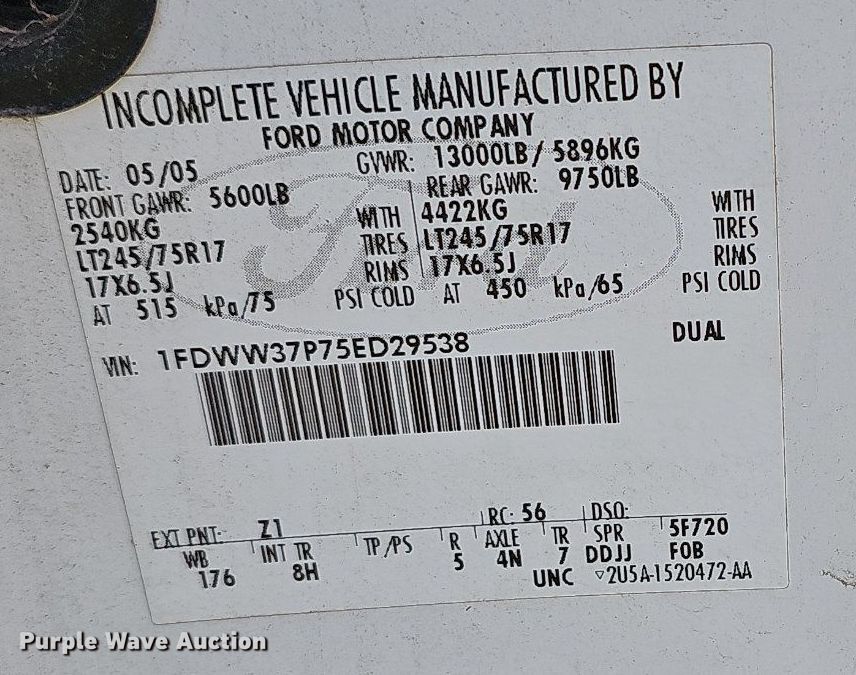 INCOMPLETE VEHICLE MANUFACTURED BY
FORD MOTOR COMPANY
DATE: 05/05 GVWR: 13000LB/ 5896KG
FRONT GAWR: 5600LB REAR GAWR: 9750LB
2540KG WITH 4422KG WITH
LT245/75R17 TIRES LT245/75R17 TIRES
17X6.5J RIMS 17X6.5J RIMS
AT 515 kPa/75 PSI COLD AT 450 kPa/65 PSI COLD
DUAL
VIN: 1FDWW37P75ED29538
EXT PNT: Z1 RC: 56 DSO:
WB INT TR TP/PS R AXLE TR SPR 5F720
176 8H 5 4N 7 DDJJ FOB
UNC ▽2U5A-1520472-AA
Purple Wave Auction